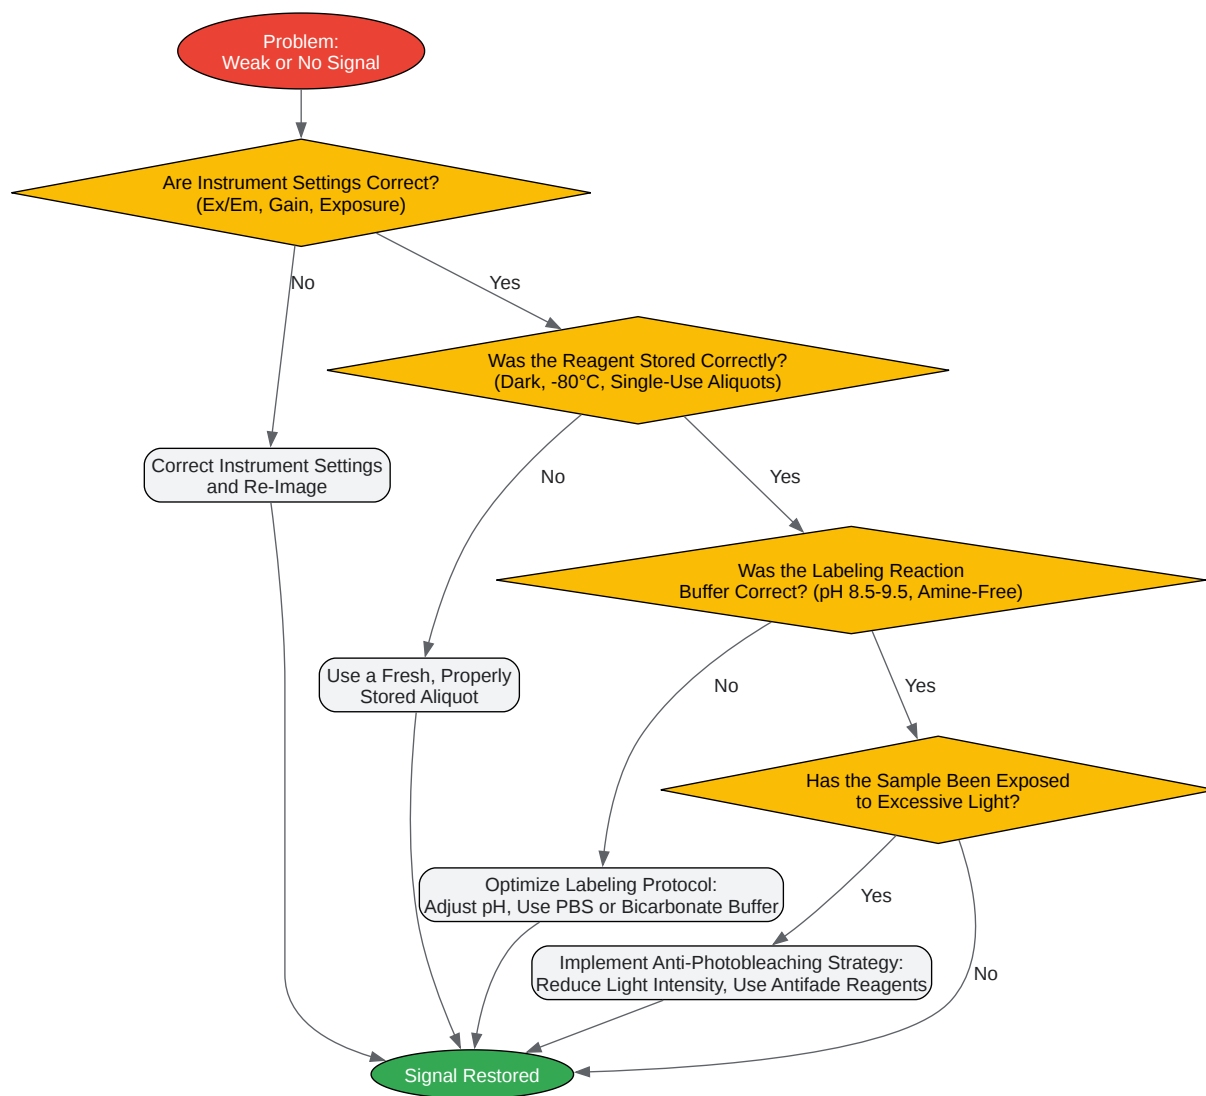 Problem:
Weak or No Signal
Are Instrument Settings Correct?
(Ex/Em, Gain, Exposure)
No
Yes
Was the Reagent Stored Correctly?
(Dark, -80°C, Single-Use Aliquots)
Correct Instrument Settings
and Re-Image
No
Yes
Was the Labeling Reaction
Buffer Correct? (pH 8.5-9.5, Amine-Free)
Use a Fresh, Properly
Stored Aliquot
No
Yes
Has the Sample Been Exposed
to Excessive Light?
Optimize Labeling Protocol:
Adjust pH, Use PBS or Bicarbonate Buffer
Yes
Implement Anti-Photobleaching Strategy:
Reduce Light Intensity, Use Antifade Reagents
No
Signal Restored